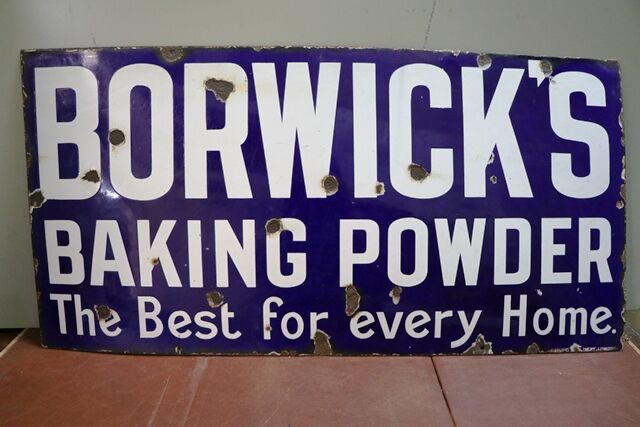 BORWICK'S
BAKING POWDER
The Best for every Home.